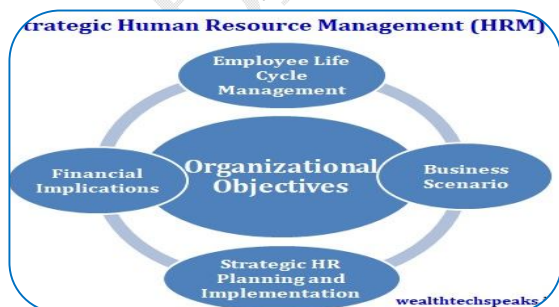 trategic Human Resource Management (HRM)
Employee Life
Cycle
Management
Financial
Implications
Organizational
Objectives
Business
Scenario
Strategic HR
Planning and
Implementation
wealthtechspeaks